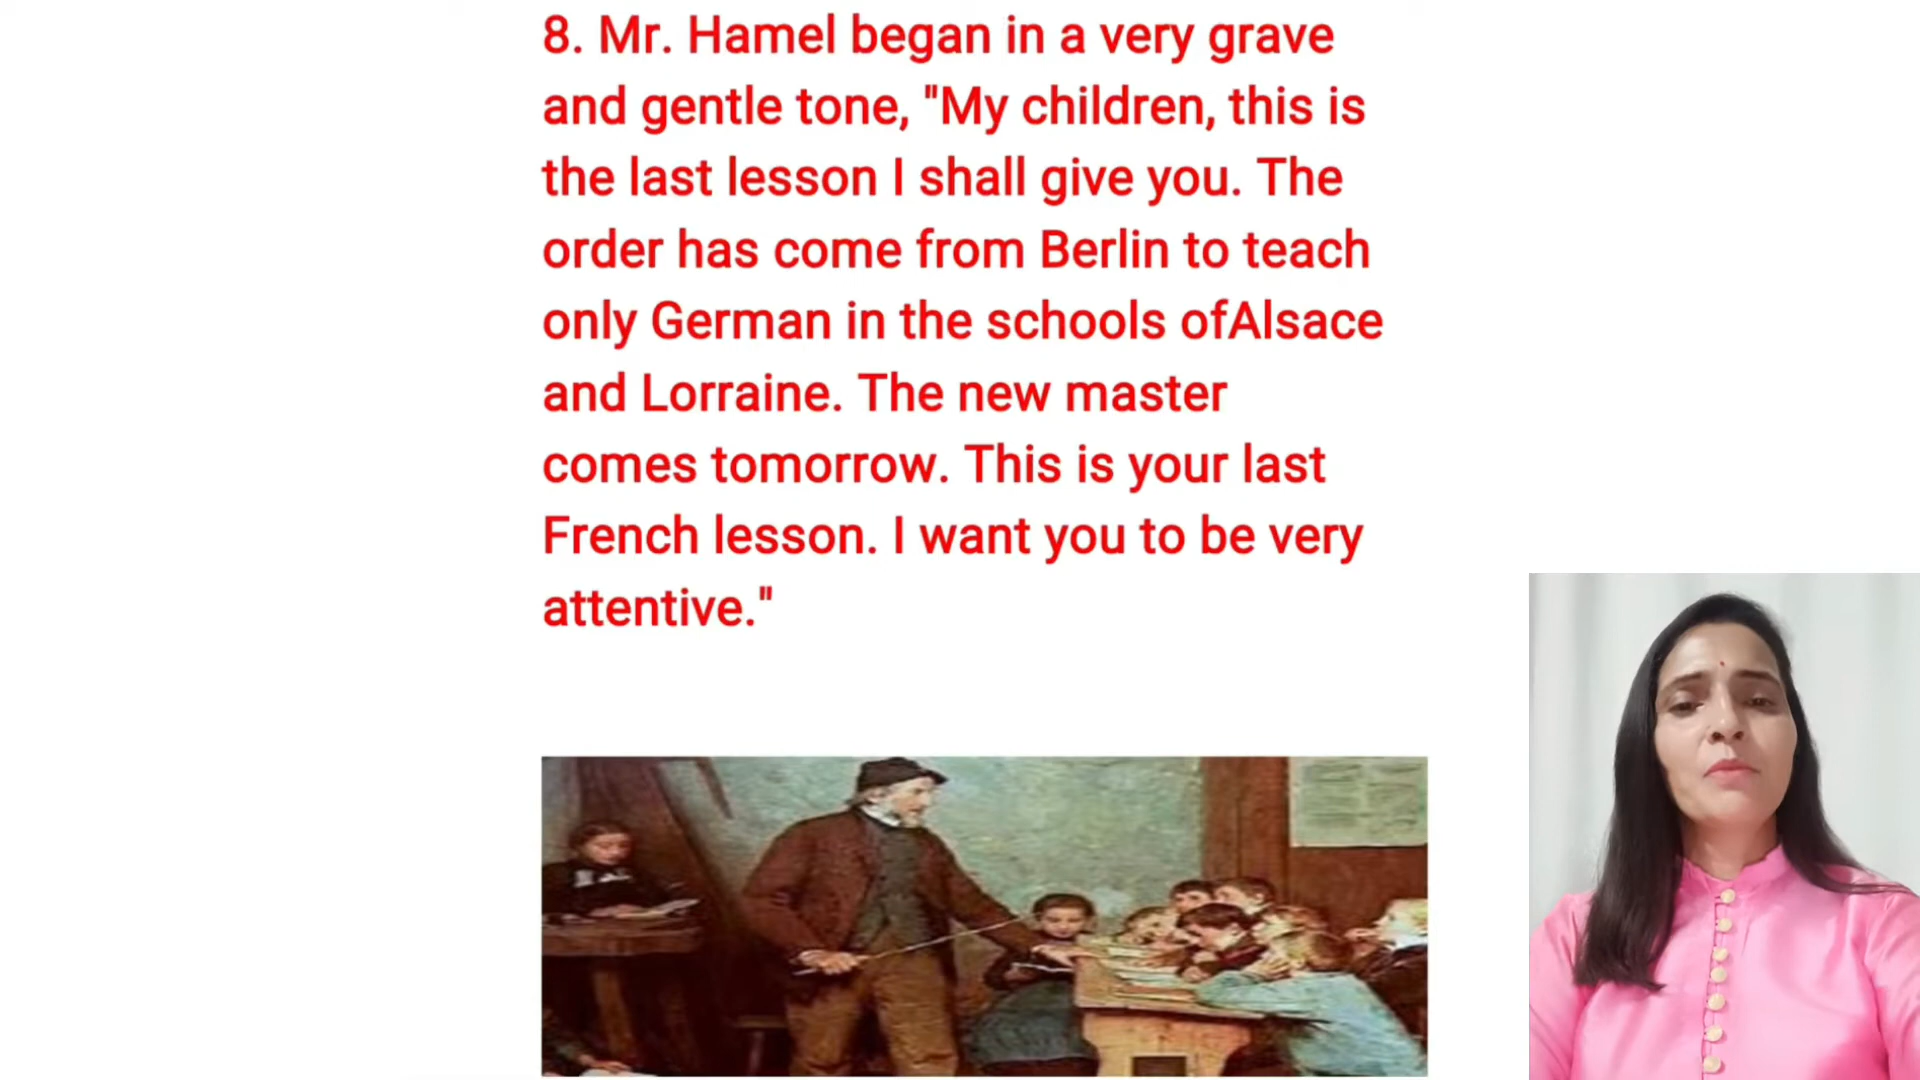 8. Mr. Hamel began in a very grave
and gentle tone, "My children, this is
the last lesson I shall give you. The
order has come from Berlin to teach
only German in the schools ofAlsace
and Lorraine. The new master
comes tomorrow. This is your last
French lesson. I want you to be very
attentive."